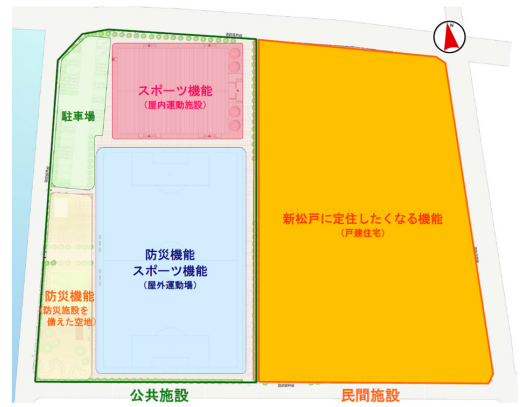 N
スポーツ機能
(屋内運動施設)
駐車場
新松戸に定住したくなる機能
(戸建住宅)
防災機能
スポーツ機能
(屋外運動場)
防災機能
(防災施設を
備えた空地)
公共施設
民間施設